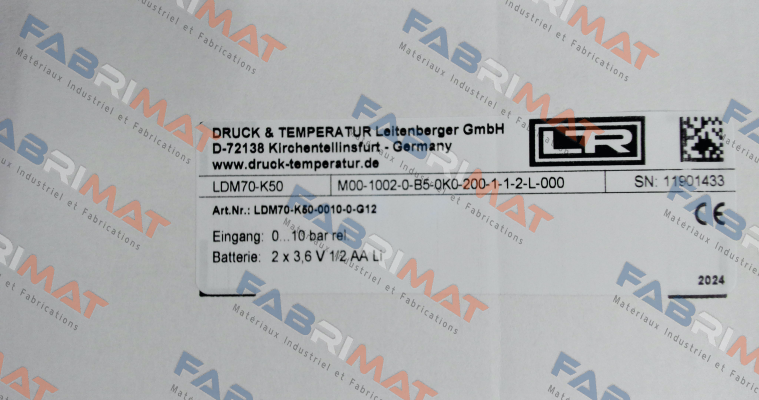 DRUCK & TEMPERATUR Leitenberger GmbH
D-72138 Kirchentellinsfurt - Germany
www.druck-temperatur.de
LR
LDM70-K50 M00-1002-0-B5-0K0-200-1-1-2-L-000 SN: 11901433
Art.Nr.: LDM70-K50-0010-0-G12
CE
Eingang: 0...10 bar rel
Batterie: 2 x 3,6 V 1/2 AA Li
2024
FABRIMAT
Materiaux Industriel et Fabrications